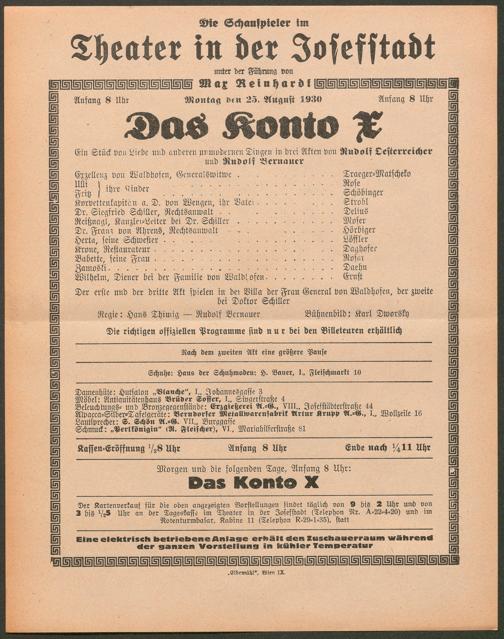 Die Schauspieler im
Theater in der Josefstadt
unter der Führung von
Max Reinhardt
Anfang 8 Uhr Montag den 25. August 1930 Anfang 8 Uhr
Das Konto X
Ein Stück von Liebe und anderen unmodernen Dingen in drei Akten von Rudolf Oesterreicher
und Rudolf Bernauer
Exzellenz von Waldhofen, Generalswitwe Traeger-Matscheko
Ulli } ihre Kinder Rose
Fritz Schöbinger
Korvettenkapitän a. D. von Wengen, ihr Vater Strobl
Dr. Siegfried Schiller, Rechtsanwalt Delius
Reißnagl, Kanzlei-Leiter bei Dr. Schiller Moser
Dr. Franz von Ahrens, Rechtsanwalt Hörbiger
Herta, seine Schwester Löffler
Krone, Restaurateur Daghofer
Babette, seine Frau
Zamoski Daehn
Wilhelm, Diener bei der Familie von Waldhofen Ernst
Der erste und der dritte Akt spielen in der Villa der Frau General von Waldhofen, der zweite
bei Doktor Schiller
Regie: Hans Thimig — Rudolf Bernauer Bühnenbild: Karl Dworsky
Die richtigen offiziellen Programme sind nur bei den Billeteuren erhältlich
Nach dem zweiten Akt eine größere Pause
Schuhe: Haus der Schuhmoden: H. Bauer, I., Fleischmarkt 10
Damenhüte: Hutsalon „Blanche“, I., Johannesgasse 3
Möbel: Antiquitätenhaus Brüder Soffer, I., Singerstraße 4
Beleuchtungs- und Bronzegegenstände: Erzgießerei A.-G., VIII., Josefstädterstraße 44
Alpacca-Silber-Tafelgeräte: Berndorfer Metallwarenfabrik Artur Krupp A.-G., I., Wollzeile 16
Lautsprecher: S. Schön A.-G. VII., Burggasse
Schmuck: „Perlkönigin“ (R. Fleischer), VI., Mariahilferstraße 81
Kassen-Eröffnung ½8 Uhr Anfang 8 Uhr Ende nach ¼11 Uhr
Morgen und die folgenden Tage, Anfang 8 Uhr:
Das Konto X
Der Kartenverkauf für die oben angezeigten Vorstellungen findet täglich von 9 bis 2 Uhr und von
3 bis ½5 Uhr an der Tageskasse im Theater in der Josefstadt (Telephon Nr. A-22-4-20) und im
Rotenturmbasar, Kabine 11 (Telephon R-29-1-35), statt
Eine elektrisch betriebene Anlage erhält den Zuschauerraum während
der ganzen Vorstellung in kühler Temperatur
„Elbemühl“, Wien IX.